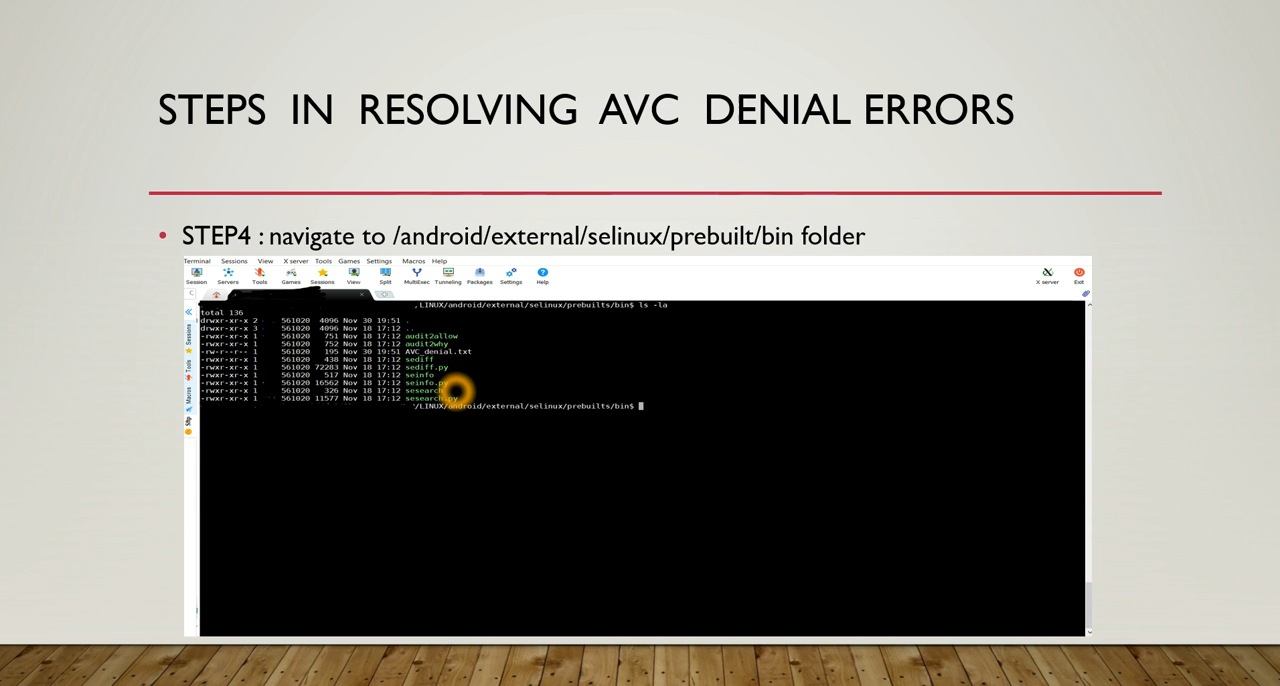 STEPS IN RESOLVING AVC DENIAL ERRORS
• STEP4 : navigate to /android/external/selinux/prebuilt/bin folder
Terminal Sessions View X server Tools Games Settings Macros Help
Session Servers Tools Games Sessions View Split MultiExec Tunneling Packages Settings Help X server Exit
Sessions
Tools
Macros
Sftp
LINUX/android/external/selinux/prebuilts/bin$ ls -la
total 136
drwxr-xr-x 2 561020 4096 Nov 30 19:51 .
drwxr-xr-x 3 561020 4096 Nov 18 17:12 ..
-rwxr-xr-x 1 561020 751 Nov 18 17:12 audit2allow
-rwxr-xr-x 1 561020 752 Nov 18 17:12 audit2why
-rw-r--r-- 1 561020 195 Nov 30 19:51 AVC_denial.txt
-rwxr-xr-x 1 561020 438 Nov 18 17:12 sediff
-rwxr-xr-x 1 561020 72283 Nov 18 17:12 sediff.py
-rwxr-xr-x 1 561020 517 Nov 18 17:12 seinfo
-rwxr-xr-x 1 561020 16562 Nov 18 17:12 seinfo.py
-rwxr-xr-x 1 561020 326 Nov 18 17:12 sesearch
-rwxr-xr-x 1 561020 11577 Nov 18 17:12 sesearch.py
/LINUX/android/external/selinux/prebuilts/bin$